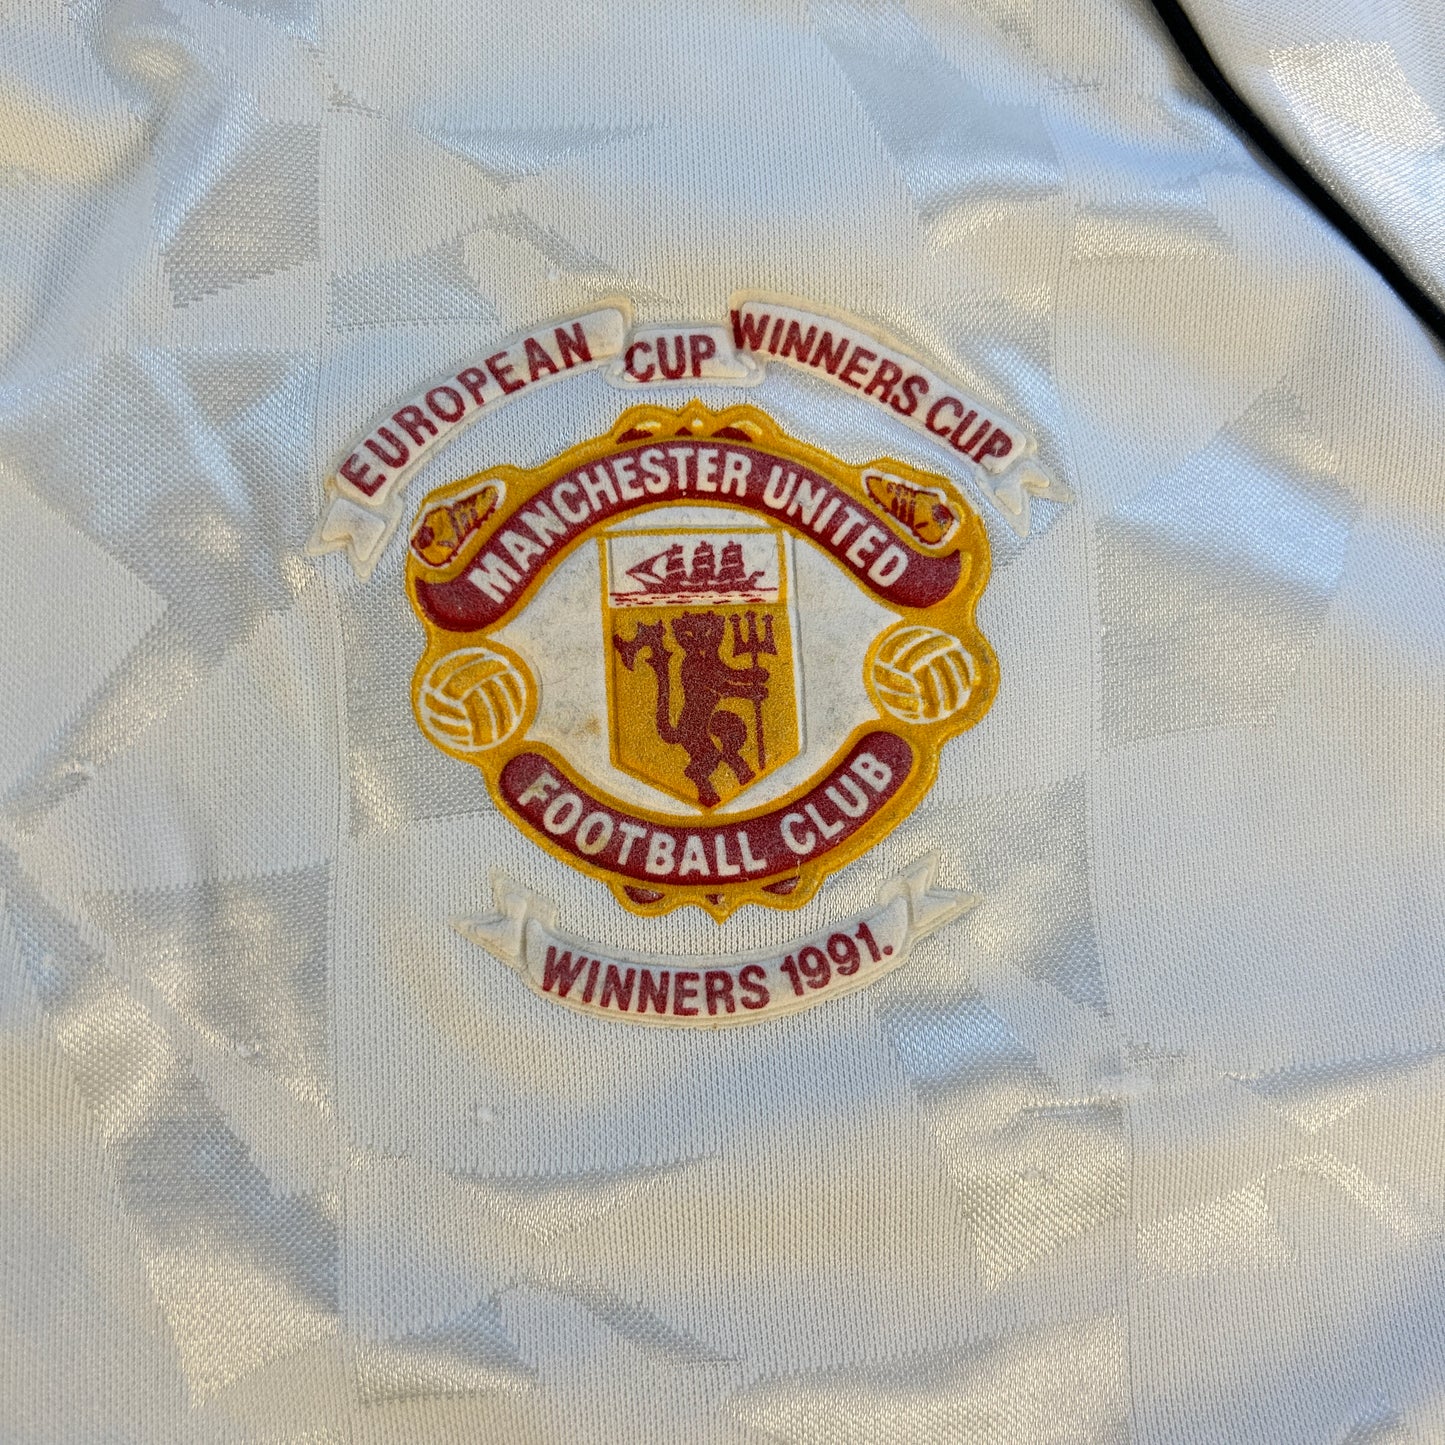 EUROPEAN CUP WINNERS CUP
MANCHESTER UNITED
FOOTBALL CLUB
WINNERS 1991.